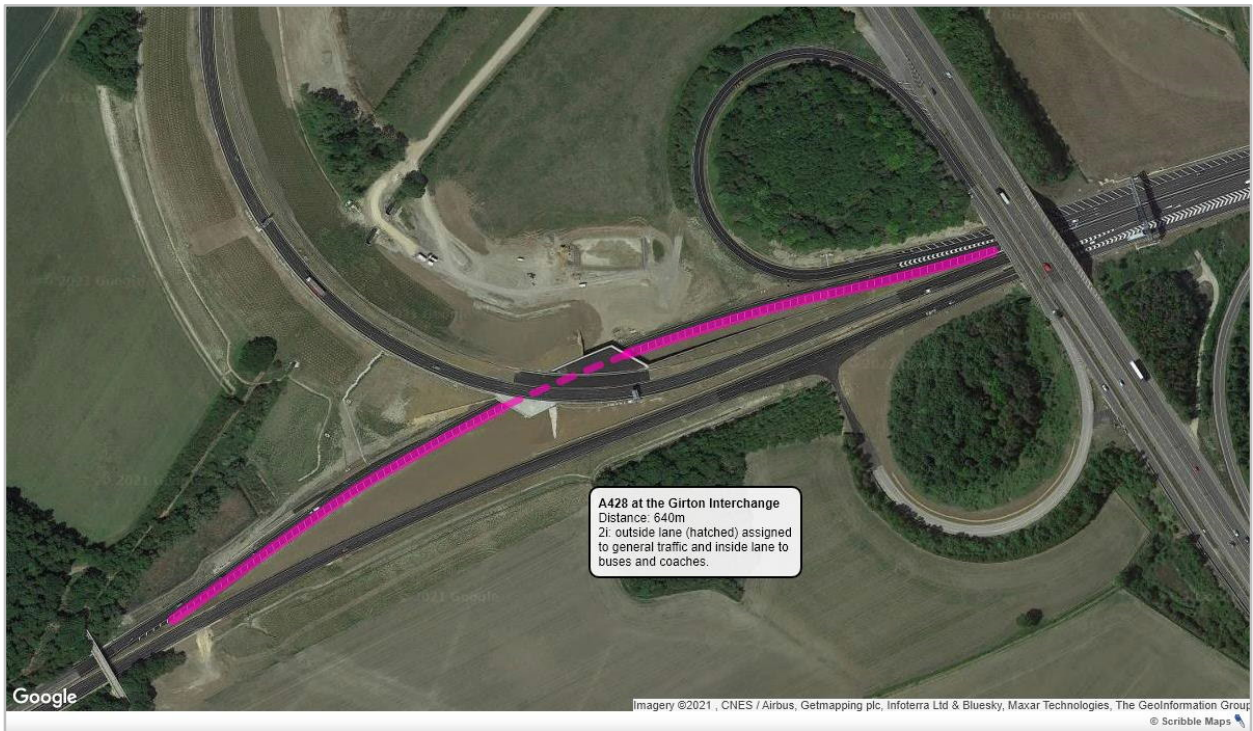 A428 at the Girton Interchange
Distance: 640m
2i: outside lane (hatched) assigned
to general traffic and inside lane to
buses and coaches.
Google
Imagery ©2021 , CNES / Airbus, Getmapping plc, Infoterra Ltd & Bluesky, Maxar Technologies, The GeoInformation Group
© Scribble Maps